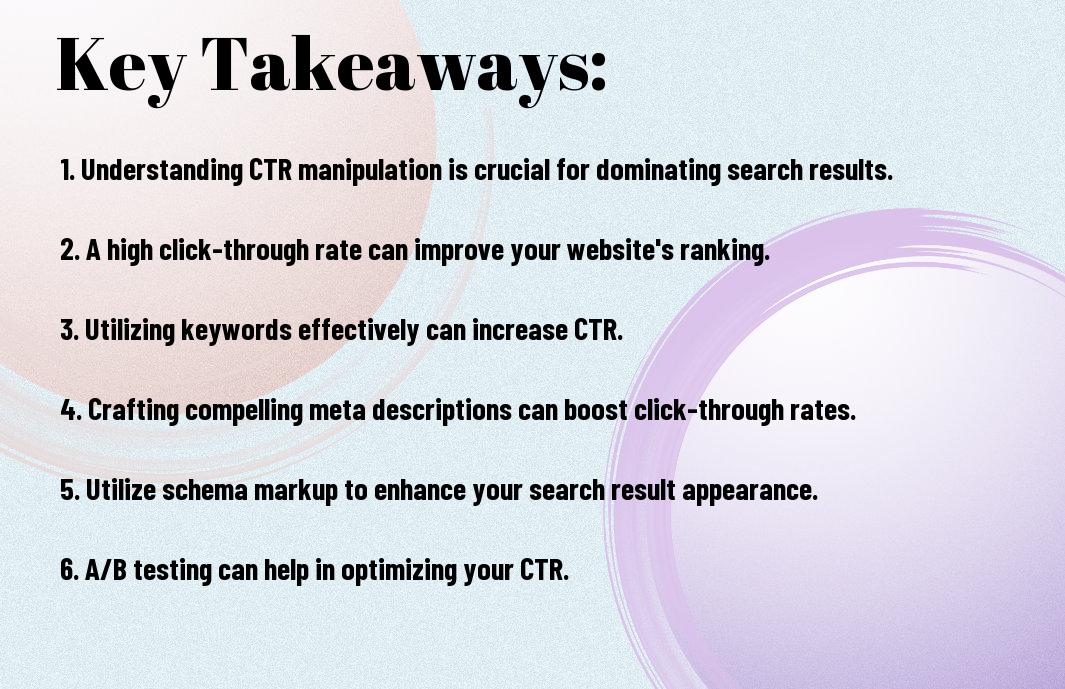 Key Takeaways:
1. Understanding CTR manipulation is crucial for dominating search results.
2. A high click-through rate can improve your website's ranking.
3. Utilizing keywords effectively can increase CTR.
4. Crafting compelling meta descriptions can boost click-through rates.
5. Utilize schema markup to enhance your search result appearance.
6. A/B testing can help in optimizing your CTR.